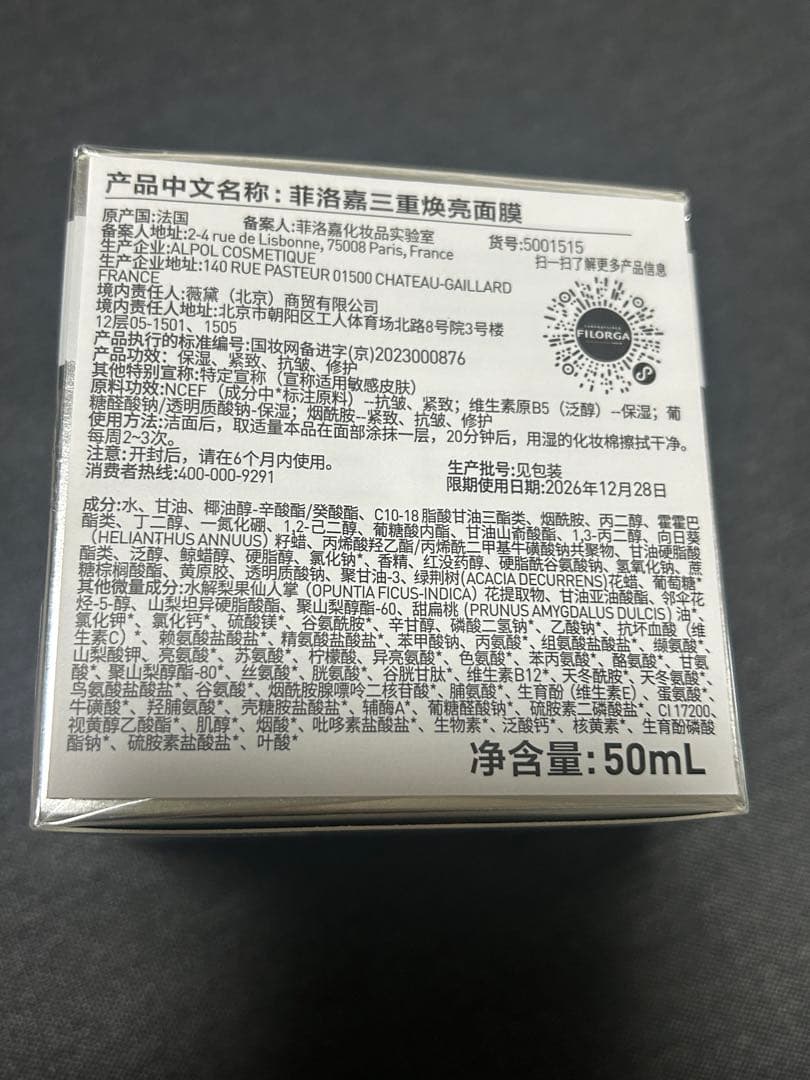 产品中文名称：菲洛嘉三重焕亮面膜
原产国:法国 备案人:菲洛嘉化妆品实验室 货号:5001515
备案人地址:2-4 rue de Lisbonne, 75008 Paris, France
扫一扫了解更多产品信息
生产企业:ALPOL COSMETIQUE
生产企业地址:140 RUE PASTEUR 01500 CHATEAU-GAILLARD
FRANCE
境内责任人:薇黛（北京）商贸有限公司
境内责任人地址:北京市朝阳区工人体育场北路8号院3号楼
12层05-1501、1505
FILORGA
产品执行的标准编号:国妆网备进字(京)2023000876
产品功效：保湿、紧致、抗皱、修护
其他特别宣称:特定宣称（宣称适用敏感皮肤）
原料功效:NCEF（成分中*标注原料）--抗皱、紧致；维生素原B5（泛醇）--保湿；葡
糖醛酸钠/透明质酸钠-保湿；烟酰胺--紧致、抗皱、修护
使用方法:洁面后，取适量本品在面部涂抹一层，20分钟后，用湿的化妆棉擦拭干净。
每周2~3次。
注意:开封后，请在6个月内使用。 生产批号:见包装
消费者热线:400-000-9291 限期使用日期:2026年12月28日
成分:水、甘油、椰油醇-辛酸酯/癸酸酯、C10-18 脂酸甘油三酯类、烟酰胺、丙二醇、霍霍巴
酯类、丁二醇、一氮化硼、1,2-己二醇、葡糖酸内酯、甘油山嵛酸酯、1,3-丙二醇、向日葵
（HELIANTHUS ANNUUS）籽蜡、丙烯酸羟乙酯/丙烯酰二甲基牛磺酸钠共聚物、甘油硬脂酸
酯类、泛醇、鲸蜡醇、硬脂醇、氯化钠*、香精、红没药醇、硬脂酰谷氨酸钠、氢氧化钠、蔗
糖棕榈酸酯、黄原胶、透明质酸钠、聚甘油-3、绿荆树(ACACIA DECURRENS)花蜡、葡萄糖*
其他微量成分:水解梨果仙人掌（OPUNTIA FICUS-INDICA）花提取物、甘油亚油酸酯、邻伞花
烃-5-醇、山梨坦异硬脂酸酯、聚山梨醇酯-60、甜扁桃 (PRUNUS AMYGDALUS DULCIS) 油*、
氯化钾*、氯化钙*、硫酸镁*、谷氨酰胺*、辛甘醇、磷酸二氢钠*、乙酸钠*、抗坏血酸（维
生素C）*、赖氨酸盐酸盐*、精氨酸盐酸盐*、苯甲酸钠、丙氨酸*、组氨酸盐酸盐*、缬氨酸*、
山梨酸钾、亮氨酸*、苏氨酸*、柠檬酸、异亮氨酸*、色氨酸*、苯丙氨酸*、酪氨酸*、甘氨
酸*、聚山梨醇酯-80*、丝氨酸*、胱氨酸*、谷胱甘肽*、维生素B12*、天冬酰胺*、天冬氨酸*、
鸟氨酸盐酸盐*、谷氨酸*、烟酰胺腺嘌呤二核苷酸*、脯氨酸*、生育酚 (维生素E)、蛋氨酸*、
牛磺酸*、羟脯氨酸*、壳糖胺盐酸盐*、辅酶A*、葡糖醛酸钠*、硫胺素二磷酸盐*、CI 17200、
视黄醇乙酸酯*、肌醇*、烟酸*、吡哆素盐酸盐*、生物素*、泛酸钙*、核黄素*、生育酚磷酸
酯钠*、硫胺素盐酸盐*、叶酸*
净含量：50mL